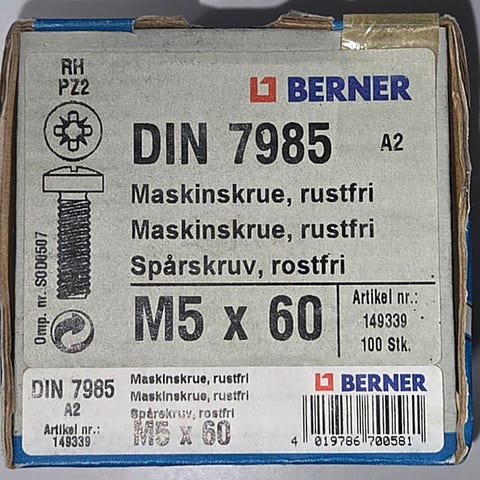 RH
PZ2
BERNER
DIN 7985 A2
Maskinskrue, rustfri
Maskinskrue, rustfri
Spårskruv, rostfri
M5 x 60
Artikel nr.:
149339
100 Stk.
Omp. nr. SOD0507
DIN 7985
A2
Artikel nr.:
149339
Maskinskrue, rustfri
Maskinskrue, rustfri
Spårskruv, rostfri
M5 x 60
BERNER
4 019786 700581